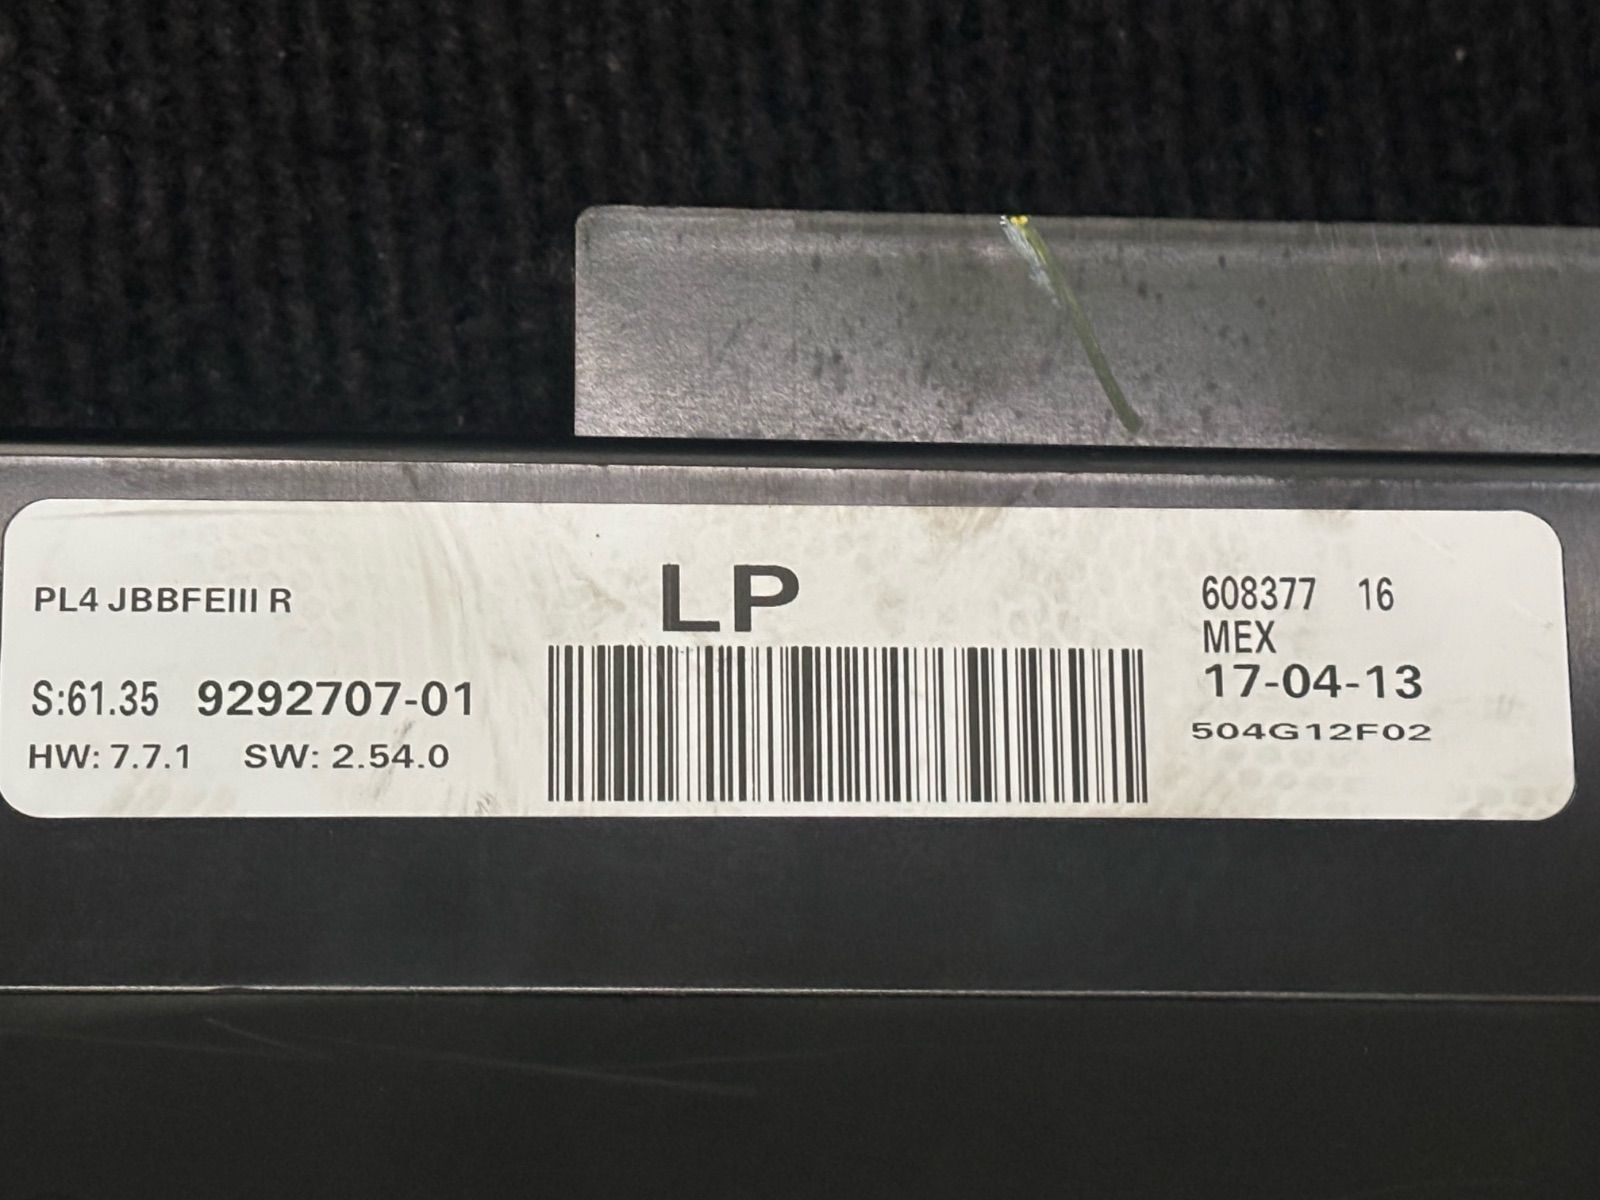 PL4 JBBFEIII R
S:61.35 9292707-01
HW: 7.7.1 SW: 2.54.0
LP
608377 16
MEX
17-04-13
504G12F02